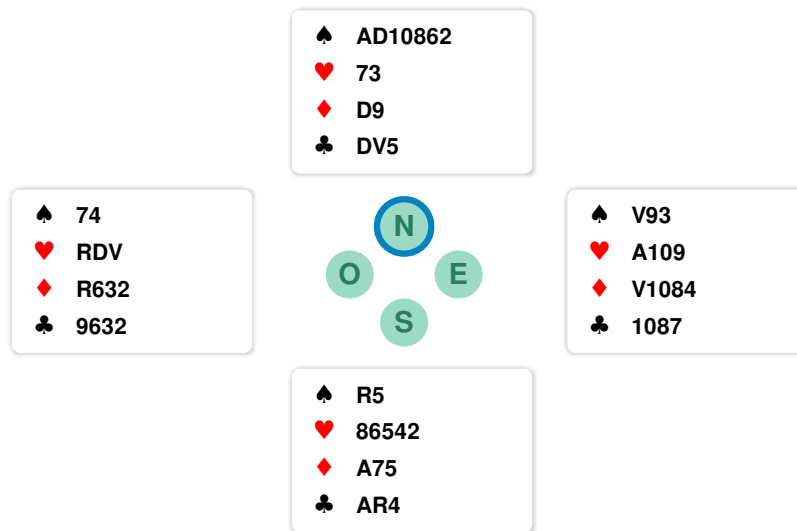 ♠ AD10862
♥ 73
♦ D9
♣ DV5
♠ 74
♥ RDV
♦ R632
♣ 9632
N
O E
S
♠ V93
♥ A109
♦ V1084
♣ 1087
♠ R5
♥ 86542
♦ A75
♣ AR4